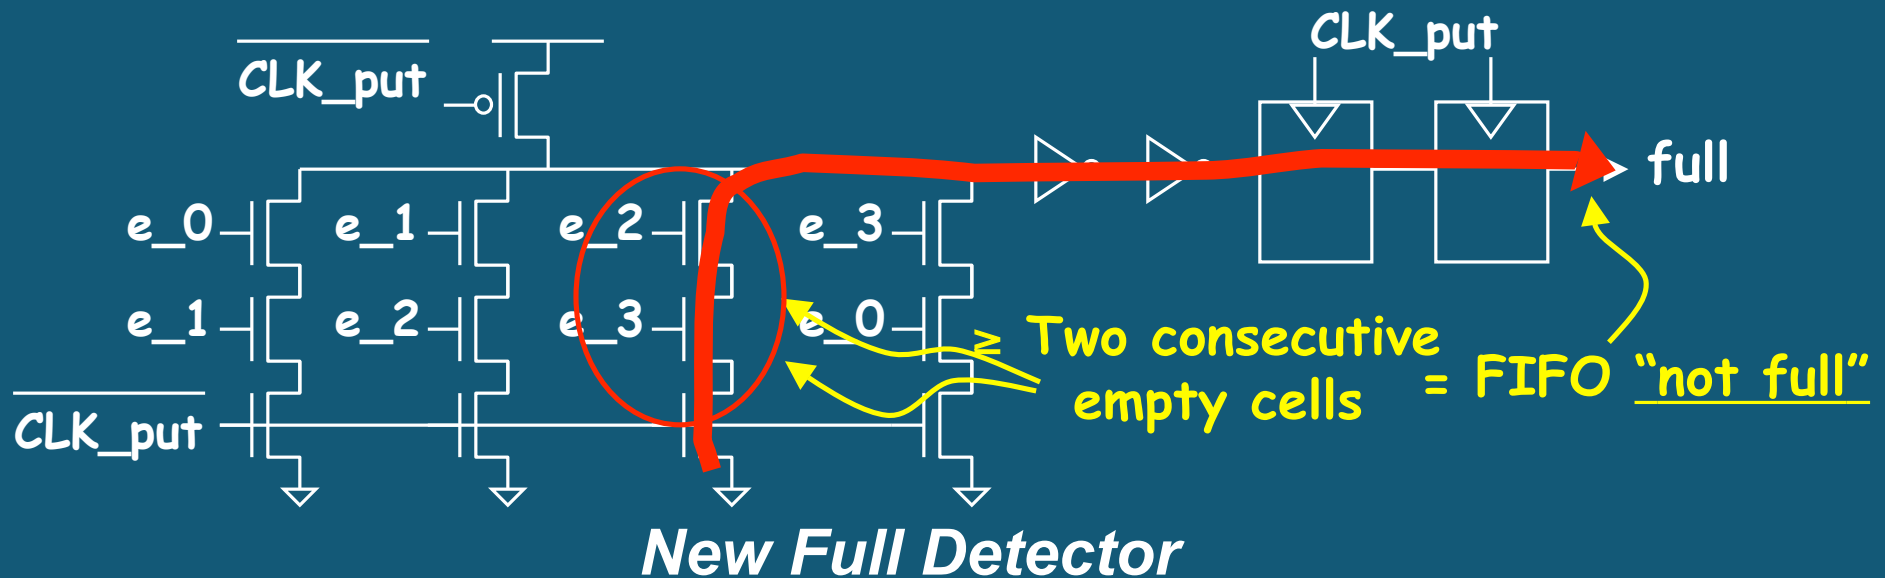 CLK_put
CLK_put
full
e_0
e_1
e_2
e_3
e_1
e_2
e_3
e_0
≥ Two consecutive
empty cells
= FIFO “not full”
CLK_put
New Full Detector